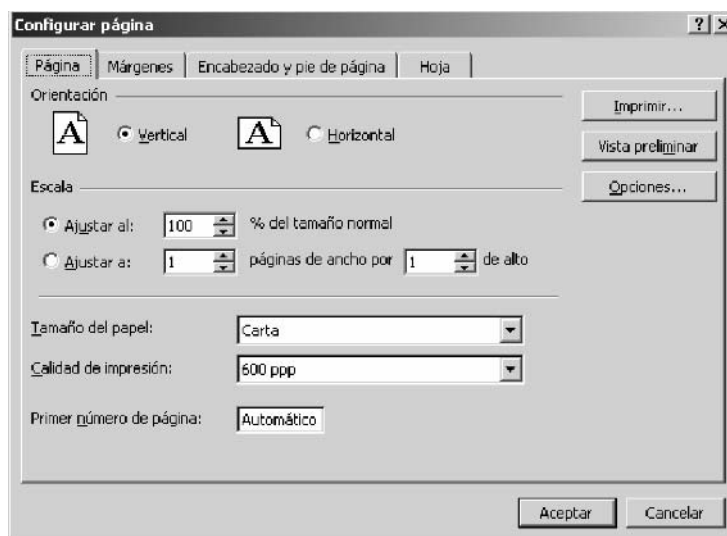 Configurar página
Página Márgenes Encabezado y pie de página Hoja
Orientación
A Vertical A Horizontal
Imprimir...
Vista preliminar
Opciones...
Escala
Ajustar al: 100 % del tamaño normal
Ajustar a: 1 páginas de ancho por 1 de alto
Tamaño del papel: Carta
Calidad de impresión: 600 ppp
Primer número de página: Automático
Aceptar Cancelar